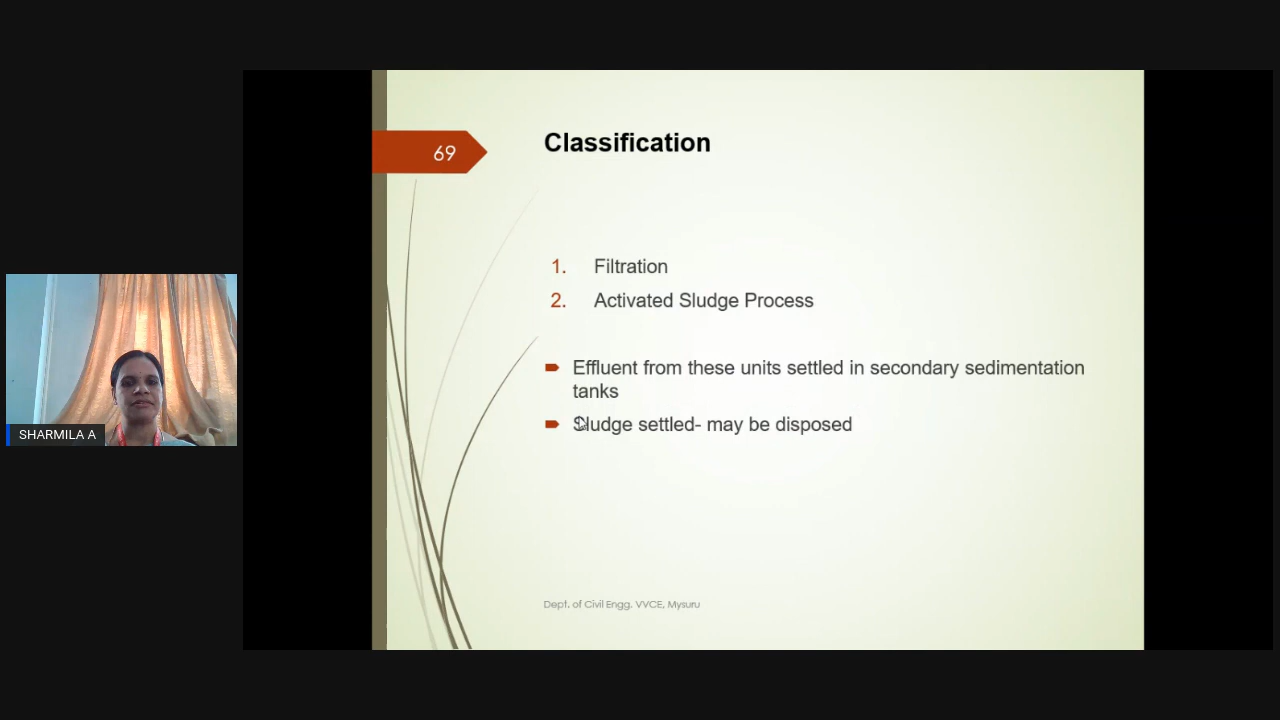 69
Classification
1. Filtration
2. Activated Sludge Process
Effluent from these units settled in secondary sedimentation
tanks
Sludge settled- may be disposed
SHARMILA A
Dept. of Civil Engg. VVCE, Mysuru